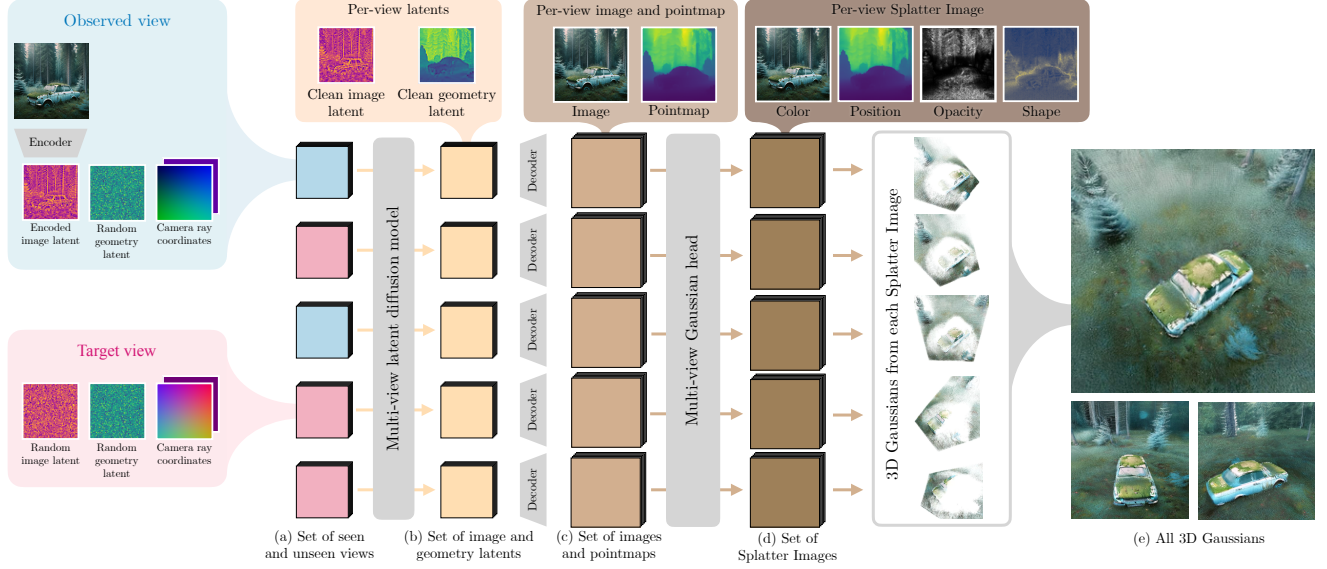 Observed view
Encoder
Encoded
image latent
Random
geometry
latent
Camera ray
coordinates
Target view
Random
image latent
Random
geometry
latent
Camera ray
coordinates
Per-view latents
Clean image
latent
Clean geometry
latent
Per-view image and pointmap
Image
Pointmap
Per-view Splatter Image
Color
Position
Opacity
Shape
Multi-view latent diffusion model
Decoder
Decoder
Decoder
Decoder
Decoder
Multi-view Gaussian head
3D Gaussians from each Splatter Image
(a) Set of seen
and unseen views
(b) Set of image and
geometry latents
(c) Set of images
and pointmaps
(d) Set of
Splatter Images
(e) All 3D Gaussians